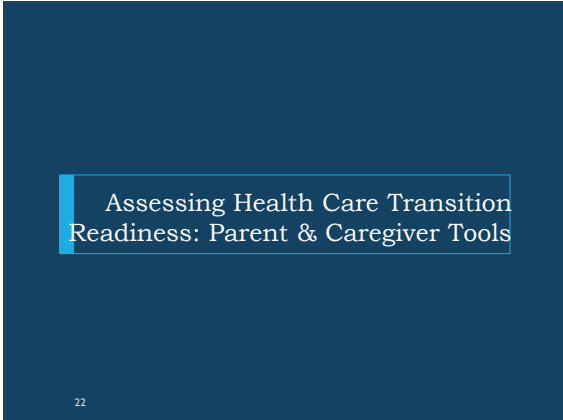 Assessing Health Care Transition
Readiness: Parent & Caregiver Tools
22